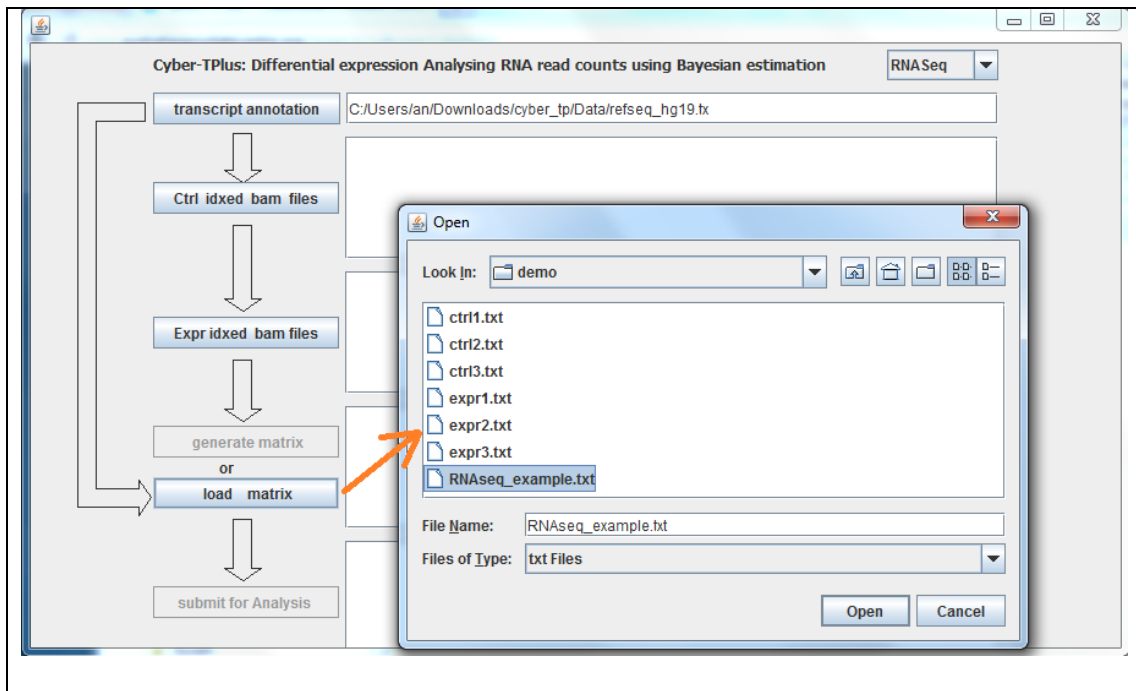 Cyber-TPlus: Differential expression Analysing RNA read counts using Bayesian estimation
RNASeq
transcript annotation
C:/Users/an/Downloads/cyber_tp/Data/refseq_hg19.tx
Ctrl idxed bam files
Expr idxed bam files
generate matrix
or
load matrix
submit for Analysis
Open
Look In:
demo
ctrl1.txt
ctrl2.txt
ctrl3.txt
expr1.txt
expr2.txt
expr3.txt
RNAseq_example.txt
File Name:
RNAseq_example.txt
Files of Type:
txt Files
Open
Cancel